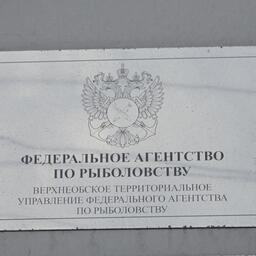 ФЕДЕРАЛЬНОЕ АГЕНТСТВО
ПО РЫБОЛОВСТВУ
ВЕРХНЕОБСКОЕ ТЕРРИТОРИАЛЬНОЕ
УПРАВЛЕНИЕ ФЕДЕРАЛЬНОГО АГЕНТСТВА
ПО РЫБОЛОВСТВУ